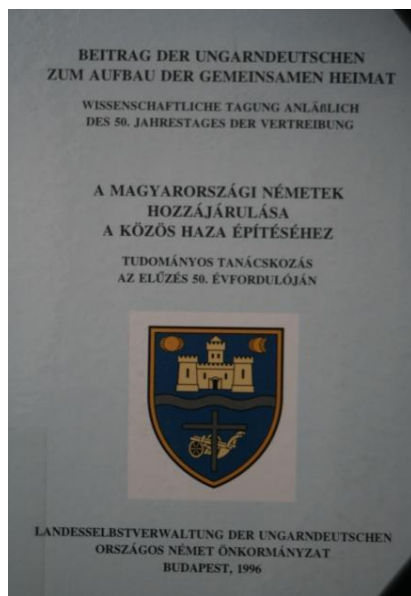 BEITRAG DER UNGARNDEUTSCHEN
ZUM AUFBAU DER GEMEINSAMEN HEIMAT
WISSENSCHAFTLICHE TAGUNG ANLÄßLICH
DES 50. JAHRESTAGES DER VERTREIBUNG
A MAGYARORSZÁGI NÉMETEK
HOZZÁJÁRULÁSA
A KÖZÖS HAZA ÉPÍTÉSÉHEZ
TUDOMÁNYOS TANÁCSKOZÁS
AZ ELŰZÉS 50. ÉVFORDULÓJÁN
LANDESSELBSTVERWALTUNG DER UNGARNDEUTSCHEN
ORSZÁGOS NÉMET ÖNKORMÁNYZAT
BUDAPEST, 1996